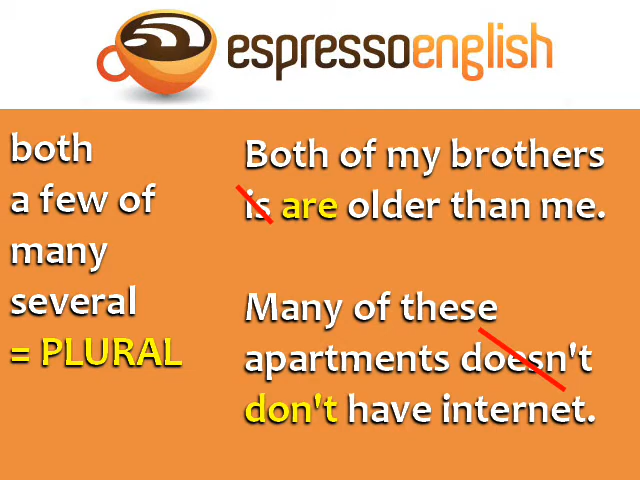 espressoenglish
both
a few of
many
several
= PLURAL
Both of my brothers
is are older than me.
Many of these
apartments doesn't
don't have internet.